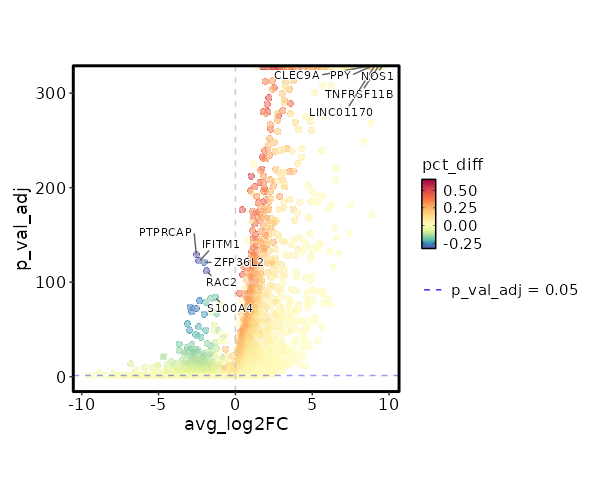 CLEC9A
PPY
NOS1
TNFRSF11B
LINC01170
PTPRCAP
IFITM1
ZFP36L2
RAC2
S100A4
300
200
100
0
-10
-5
0
5
10
avg_log2FC
p_val_adj
pct_diff
0.50
0.25
0.00
-0.25
p_val_adj = 0.05